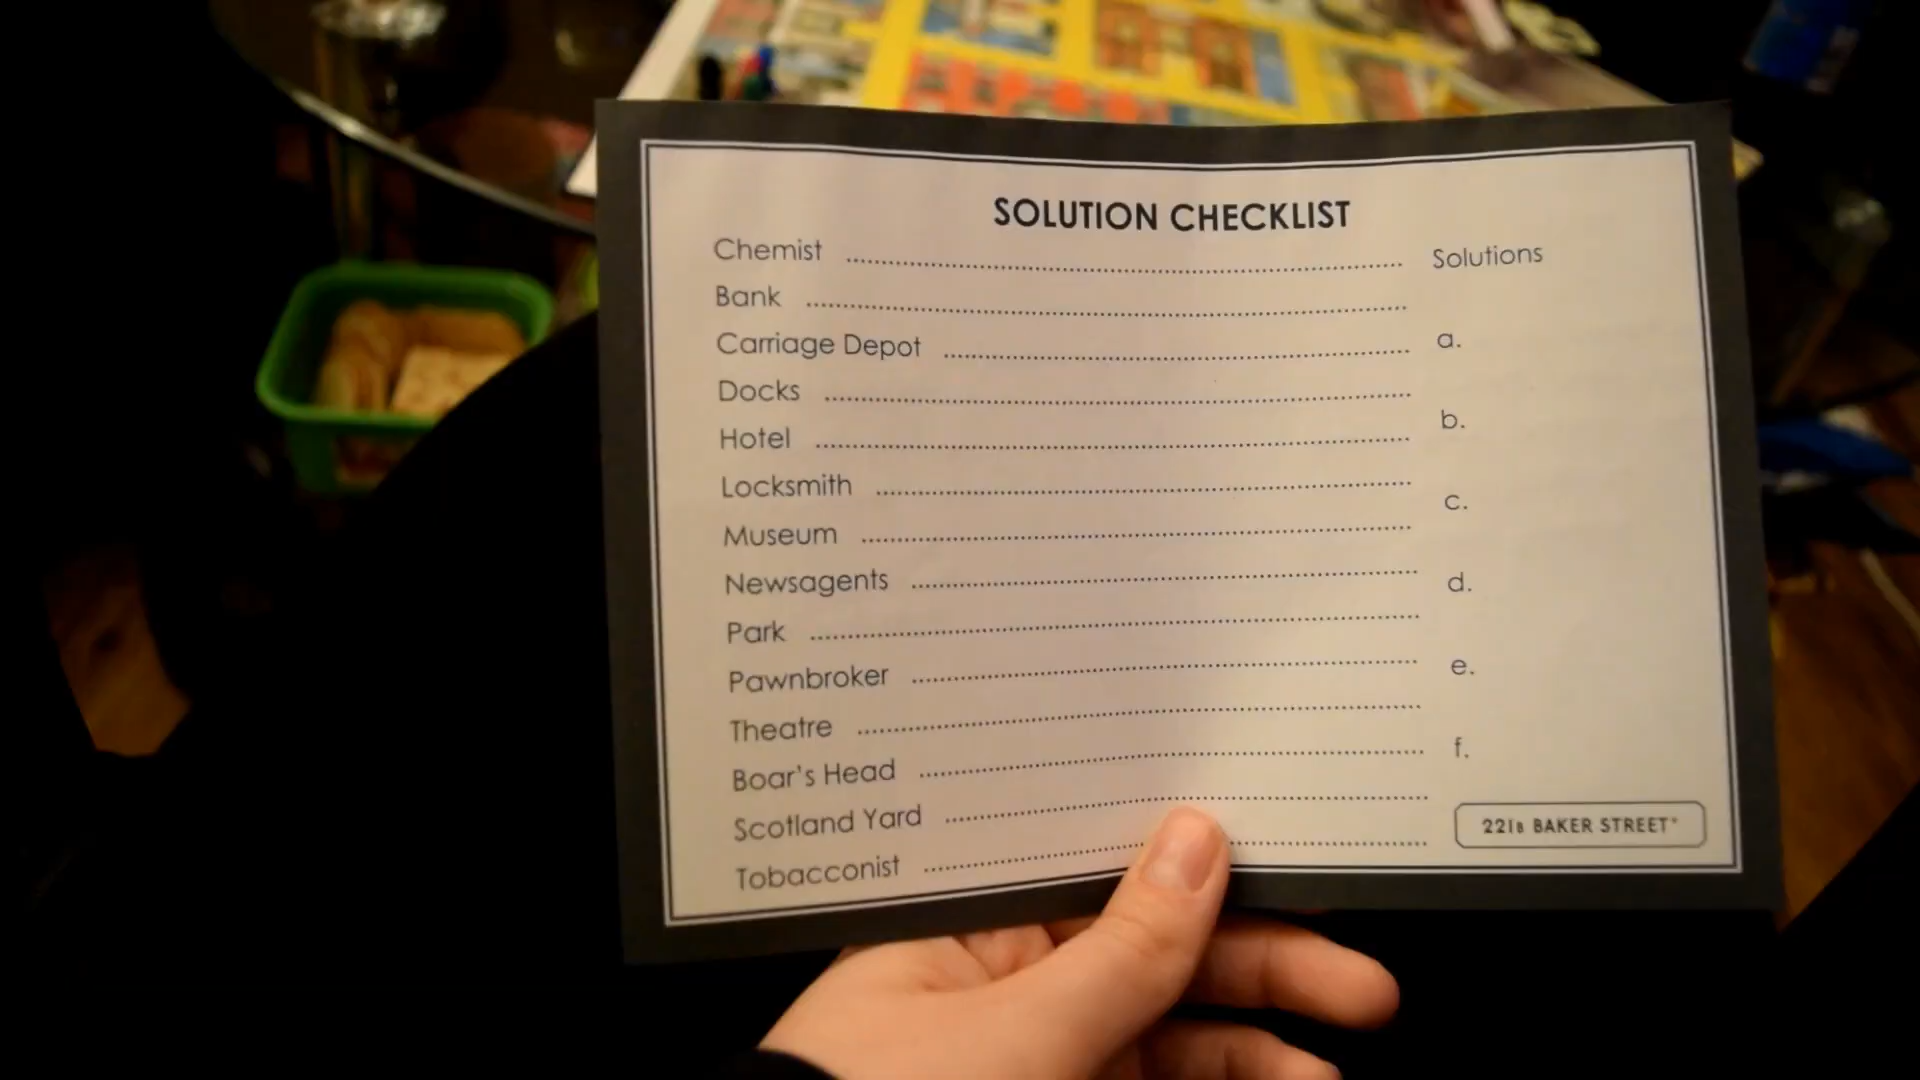 SOLUTION CHECKLIST
Chemist
Bank
Carriage Depot
Docks
Hotel
Locksmith
Museum
Newsagents
Park
Pawnbroker
Theatre
Boar's Head
Scotland Yard
Tobacconist
Solutions
a.
b.
c.
d.
e.
f.
221B BAKER STREET